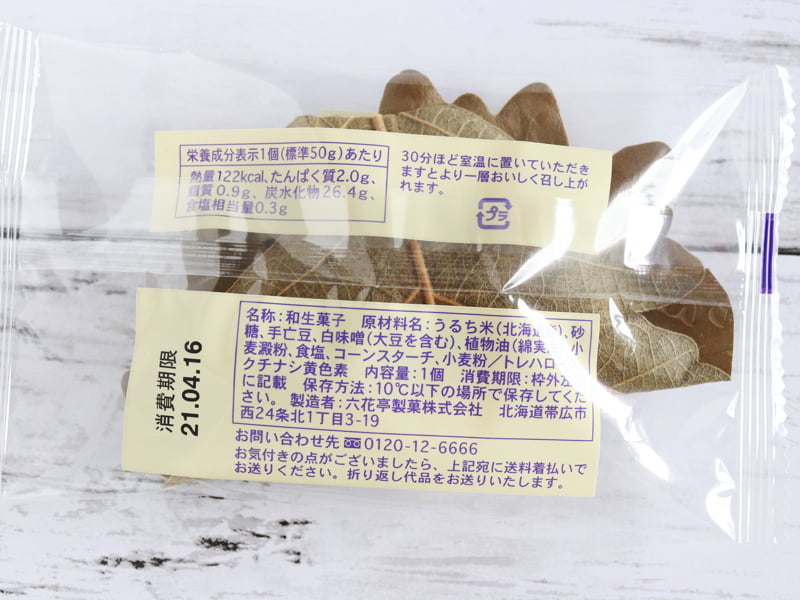 栄養成分表示1個(標準50g)あたり
熱量122kcal、たんぱく質2.0g、
脂質0.9g、炭水化物26.4g、
食塩相当量0.3g
30分ほど室温に置いていただき
ますとより一層おいしく召し上が
れます。
プラ
消費期限
21.04.16
名称:和生菓子 原材料名:うるち米(北海道産)、砂
糖、手亡豆、白味噌(大豆を含む)、植物油(綿実 小
麦澱粉、食塩、コーンスターチ、小麦粉/トレハロ
クチナシ黄色素 内容量:1個 消費期限:枠外左
に記載 保存方法:10℃以下の場所で保存してくだ
さい。 製造者:六花亭製菓株式会社 北海道帯広市
西24条北1丁目3-19
お問い合わせ先 0120-12-6666
お気付きの点がございましたら、上記宛に送料着払いで
お送りください。折り返し代品をお送りいたします。